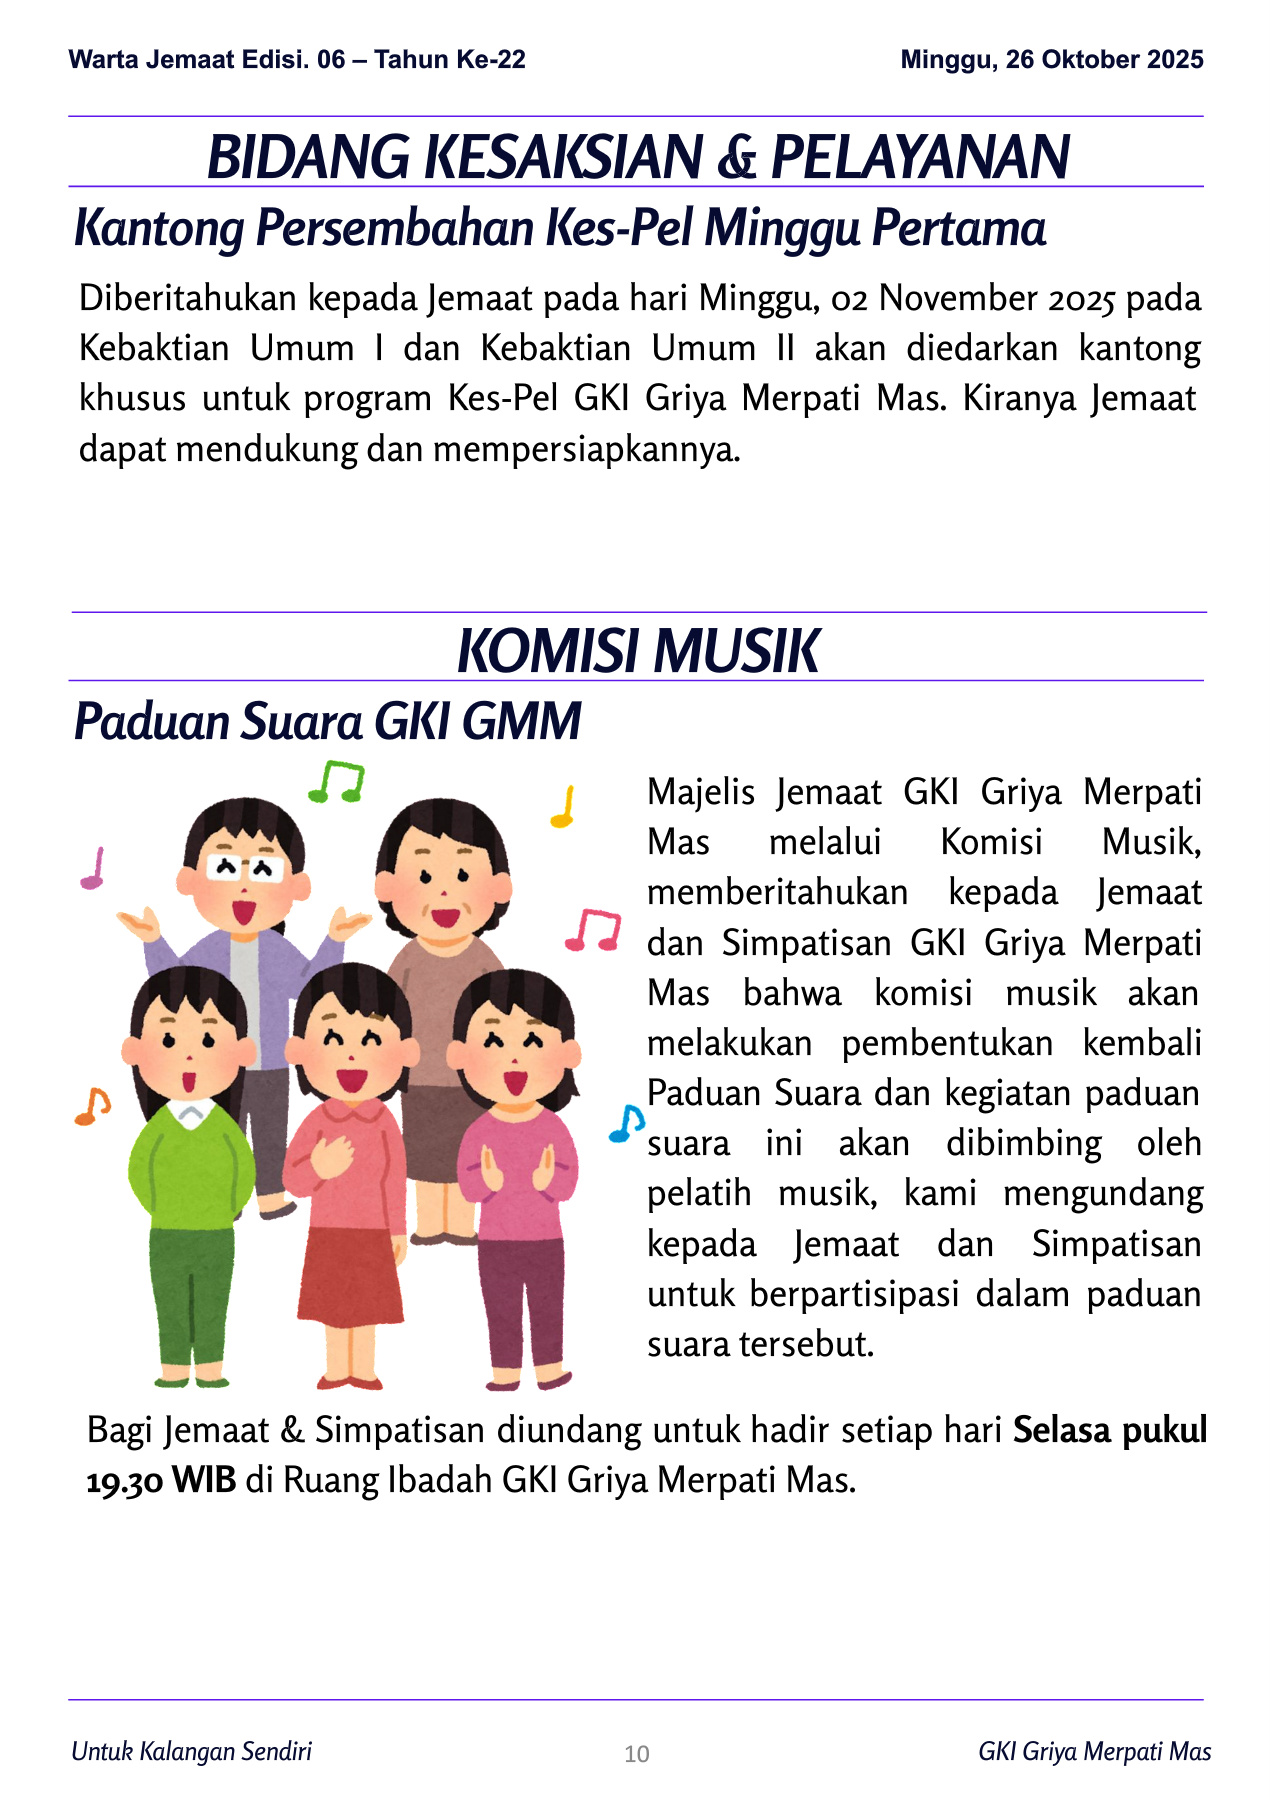 Warta Jemaat Edisi. 06 – Tahun Ke-22
Minggu, 26 Oktober 2025
BIDANG KESAKSIAN & PELAYANAN
Kantong Persembahan Kes-Pel Minggu Pertama
Diberitahukan kepada Jemaat pada hari Minggu, 02 November 2025 pada
Kebaktian Umum I dan Kebaktian Umum II akan diedarkan kantong
khusus untuk program Kes-Pel GKI Griya Merpati Mas. Kiranya Jemaat
dapat mendukung dan mempersiapkannya.
KOMISI MUSIK
Paduan Suara GKI GMM
Majelis Jemaat GKI Griya Merpati
Mas melalui Komisi Musik,
memberitahukan kepada Jemaat
dan Simpatisan GKI Griya Merpati
Mas bahwa komisi musik akan
melakukan pembentukan kembali
Paduan Suara dan kegiatan paduan
suara ini akan dibimbing oleh
pelatih musik, kami mengundang
kepada Jemaat dan Simpatisan
untuk berpartisipasi dalam paduan
suara tersebut.
Bagi Jemaat & Simpatisan diundang untuk hadir setiap hari Selasa pukul
19.30 WIB di Ruang Ibadah GKI Griya Merpati Mas.
Untuk Kalangan Sendiri
10
GKI Griya Merpati Mas